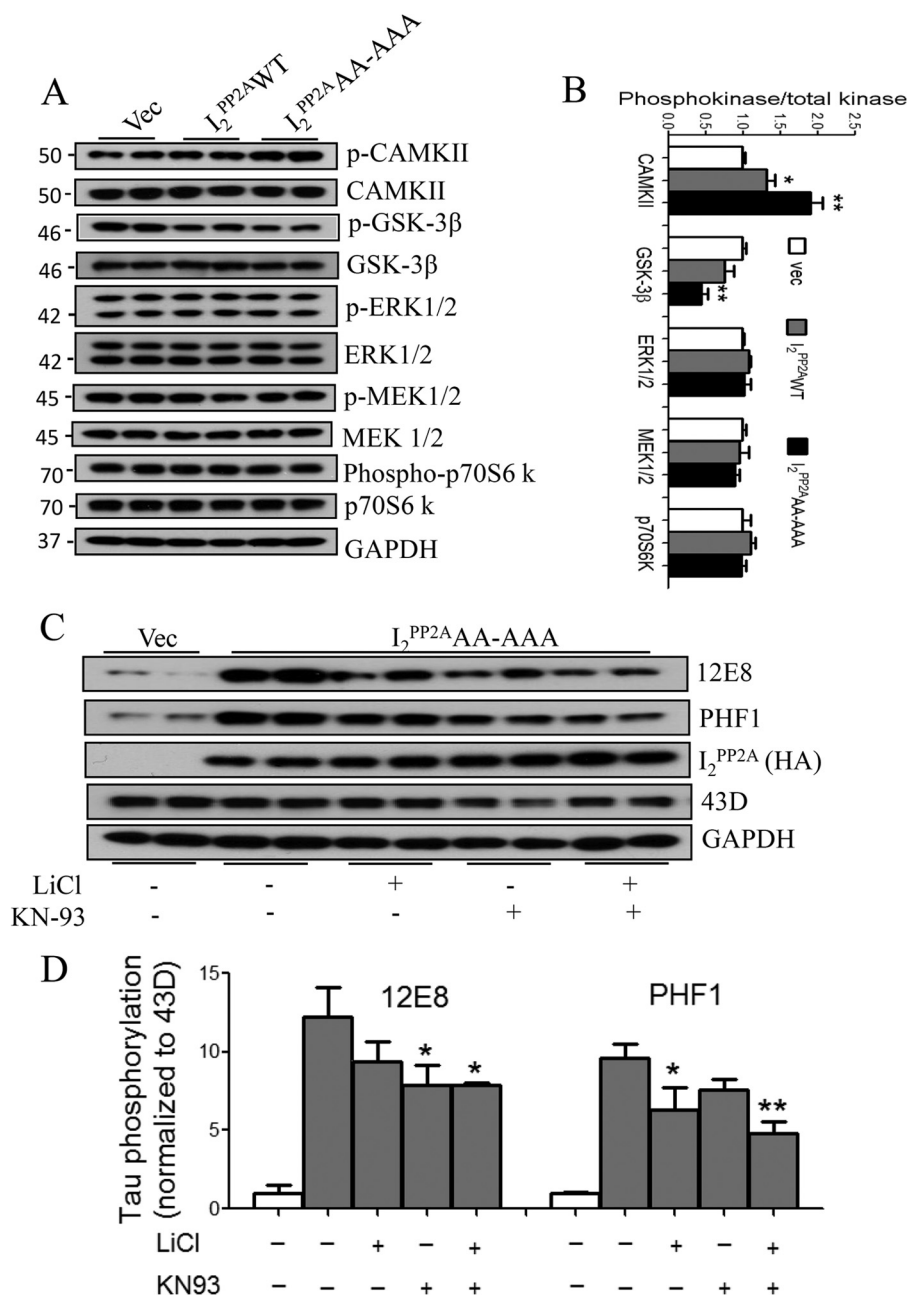 A
Vec
I₂ᴾᴾ²ᴬWT
I₂ᴾᴾ²ᴬAA-AAA
50 - p-CAMKII
50 - CAMKII
46 - p-GSK-3β
46 - GSK-3β
42 - p-ERK1/2
42 - ERK1/2
45 - p-MEK1/2
45 - MEK 1/2
70 - Phospho-p70S6 k
70 - p70S6 k
37 - GAPDH
B
Phosphokinase/total kinase
0.0 0.5 1.0 1.5 2.0 2.5
CAMKII * **
GSK-3β **
ERK1/2
MEK1/2
p70S6K
vec
I₂ᴾᴾ²ᴬWT
I₂ᴾᴾ²ᴬAA-AAA
C
Vec I₂ᴾᴾ²ᴬAA-AAA
12E8
PHF1
I₂ᴾᴾ²ᴬ (HA)
43D
GAPDH
LiCl - - + - +
KN-93 - - - + +
D
Tau phosphorylation
(normalized to 43D)
15
10
5
0
12E8 PHF1
* * * **
LiCl – – + – + – – + – +
KN93 – – – + + – – – + +